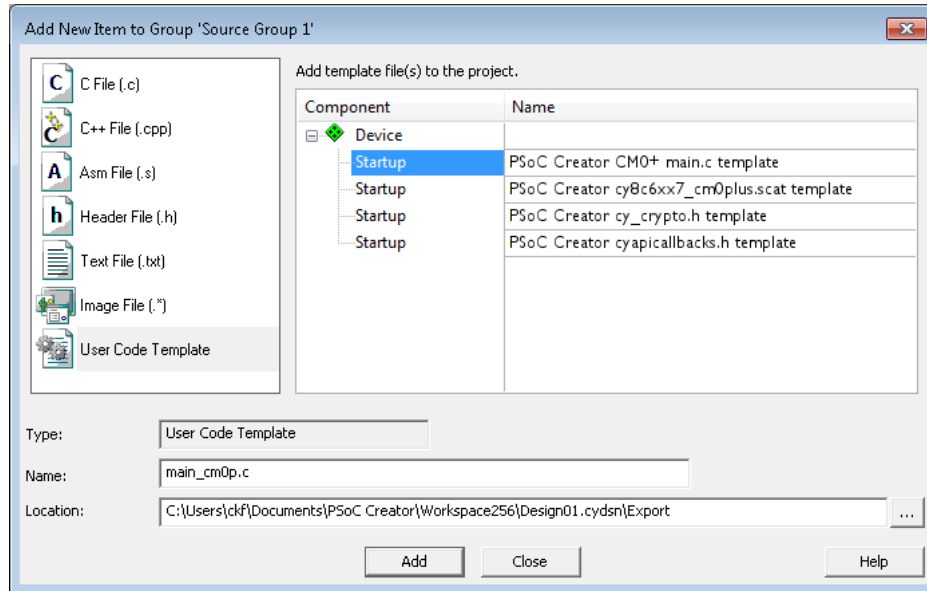 Add New Item to Group 'Source Group 1'
C File (.c)
C++ File (.cpp)
Asm File (.s)
Header File (.h)
Text File (.txt)
Image File (.*)
User Code Template
Add template file(s) to the project.
Component Name
Device
Startup PSoC Creator CM0+ main.c template
Startup PSoC Creator cy8c6xx7_cm0plus.scat template
Startup PSoC Creator cy_crypto.h template
Startup PSoC Creator cyapicallbacks.h template
Type: User Code Template
Name: main_cm0p.c
Location: C:\Users\ckf\Documents\PSoC Creator\Workspace256\Design01.cydsn\Export ...
Add Close Help